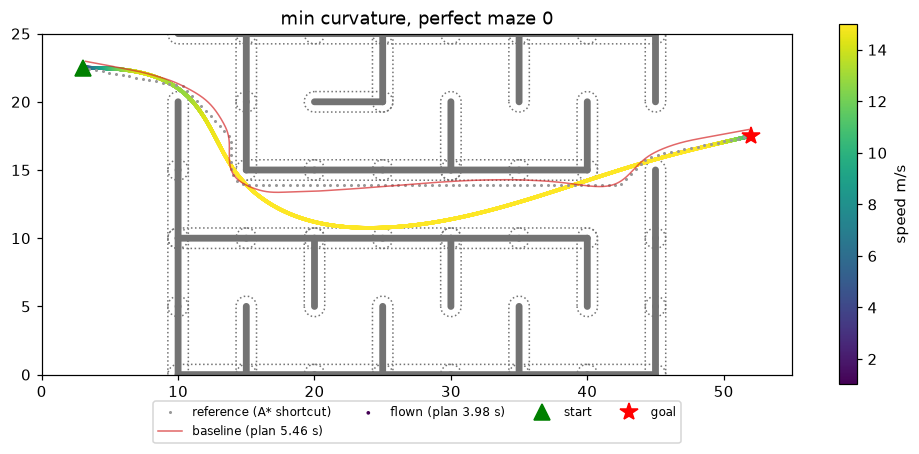 min curvature, perfect maze 0
25
20
15
10
5
0
0 10 20 30 40 50
14
12
10
8
6
4
2
speed m/s
reference (A* shortcut)
baseline (plan 5.46 s)
flown (plan 3.98 s)
start
goal